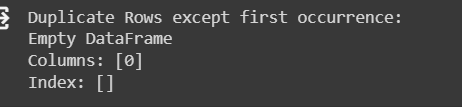 Duplicate Rows except first occurrence:
Empty DataFrame
Columns: [0]
Index: []